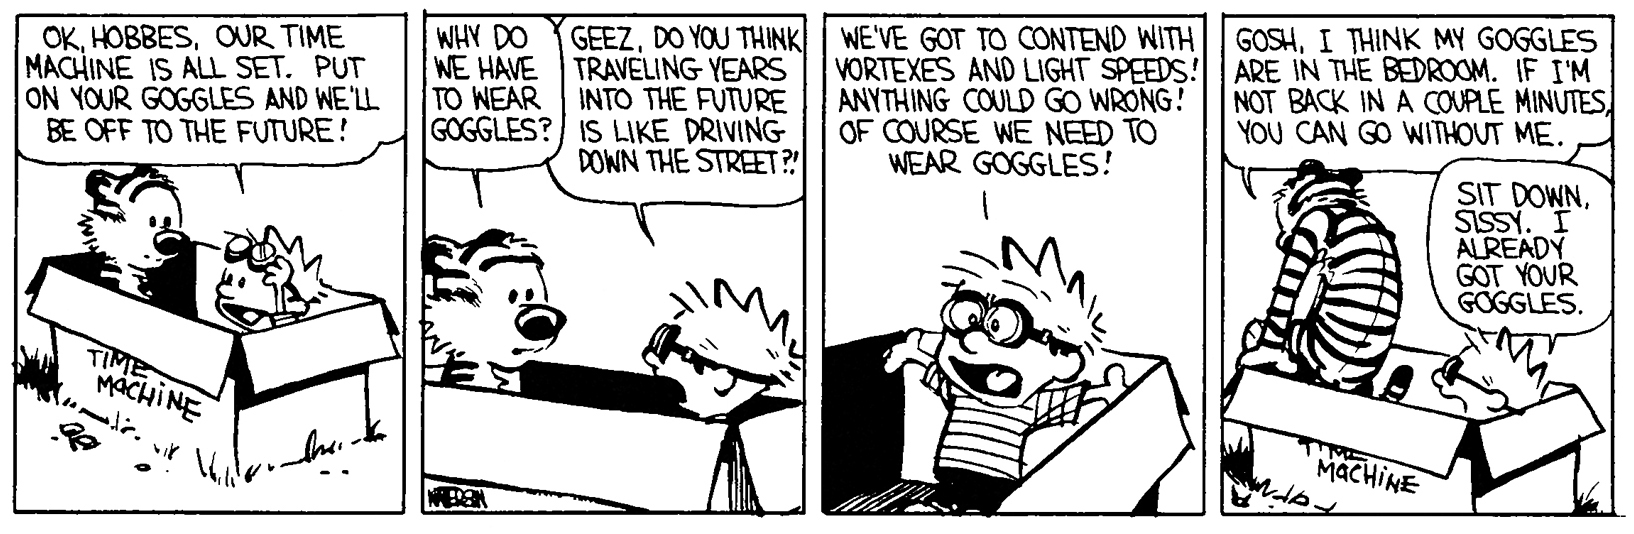 OK, HOBBES, OUR TIME
MACHINE IS ALL SET. PUT
ON YOUR GOGGLES AND WE'LL
BE OFF TO THE FUTURE!
TIME
MACHINE
WHY DO
WE HAVE
TO WEAR
GOGGLES?
GEEZ, DO YOU THINK
TRAVELING YEARS
INTO THE FUTURE
IS LIKE DRIVING
DOWN THE STREET?!
WATTERSON
WE'VE GOT TO CONTEND WITH
VORTEXES AND LIGHT SPEEDS!
ANYTHING COULD GO WRONG!
OF COURSE WE NEED TO
WEAR GOGGLES!
GOSH, I THINK MY GOGGLES
ARE IN THE BEDROOM. IF I'M
NOT BACK IN A COUPLE MINUTES,
YOU CAN GO WITHOUT ME.
SIT DOWN,
SISSY. I
ALREADY
GOT YOUR
GOGGLES.
TIME
MACHINE